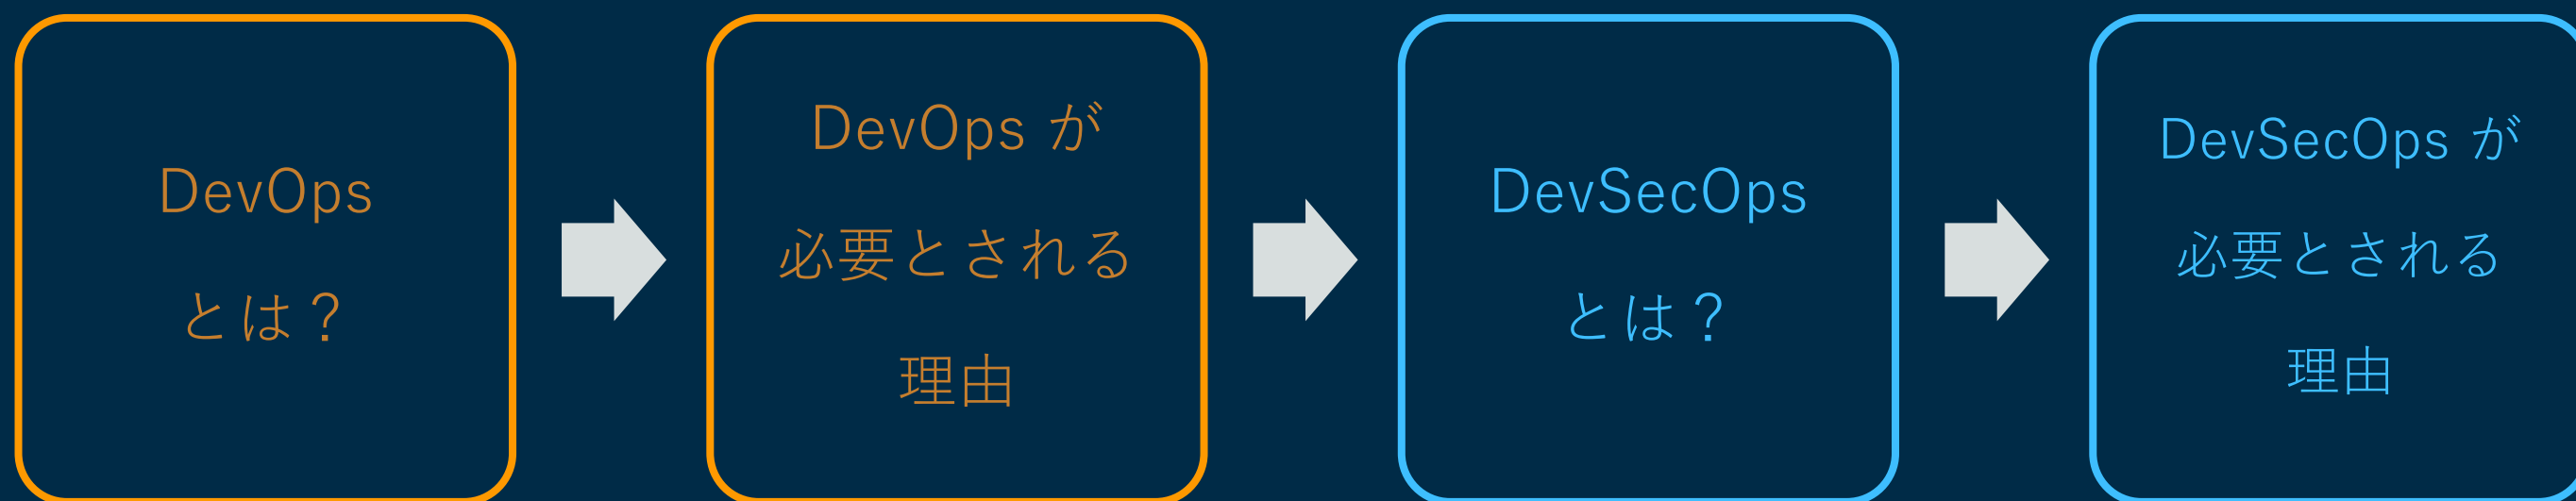 DevOps
とは？
DevOps が
必要とされる
理由
DevSecOps
とは？
DevSecOps が
必要とされる
理由